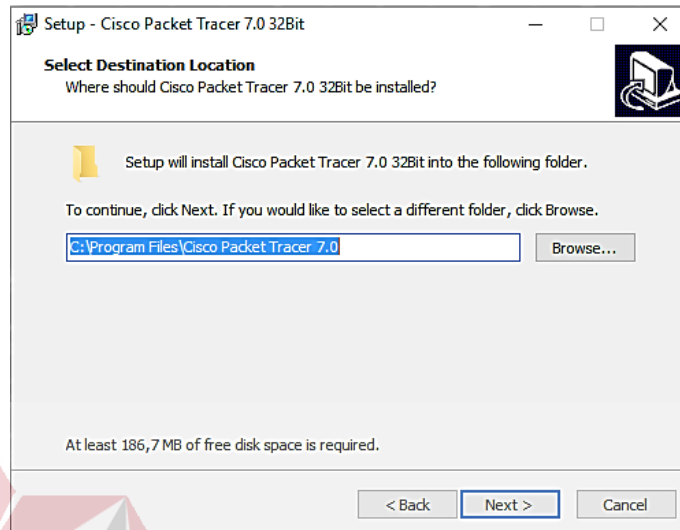 Setup - Cisco Packet Tracer 7.0 32Bit
Select Destination Location
Where should Cisco Packet Tracer 7.0 32Bit be installed?
Setup will install Cisco Packet Tracer 7.0 32Bit into the following folder.
To continue, click Next. If you would like to select a different folder, click Browse.
C:\Program Files\Cisco Packet Tracer 7.0
Browse...
At least 186,7 MB of free disk space is required.
< Back
Next >
Cancel